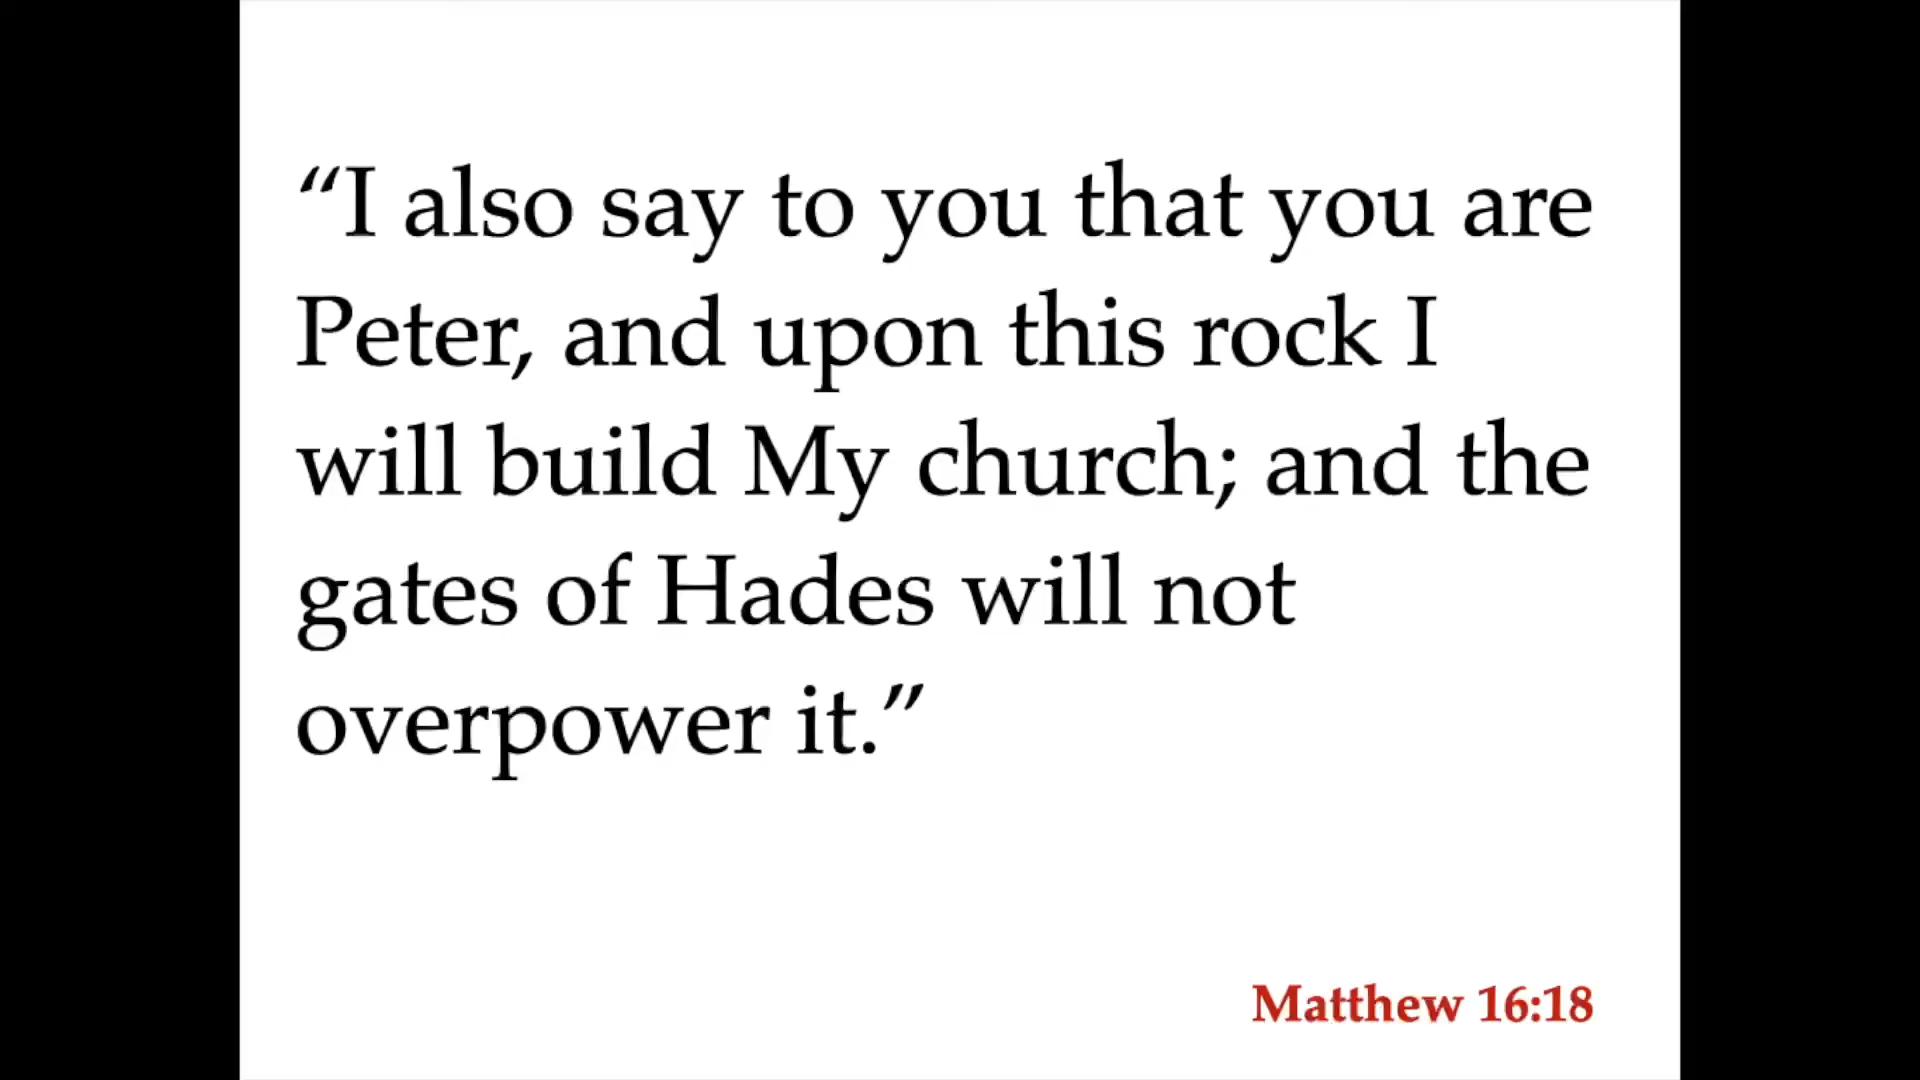 “I also say to you that you are
Peter, and upon this rock I
will build My church; and the
gates of Hades will not
overpower it.”
Matthew 16:18